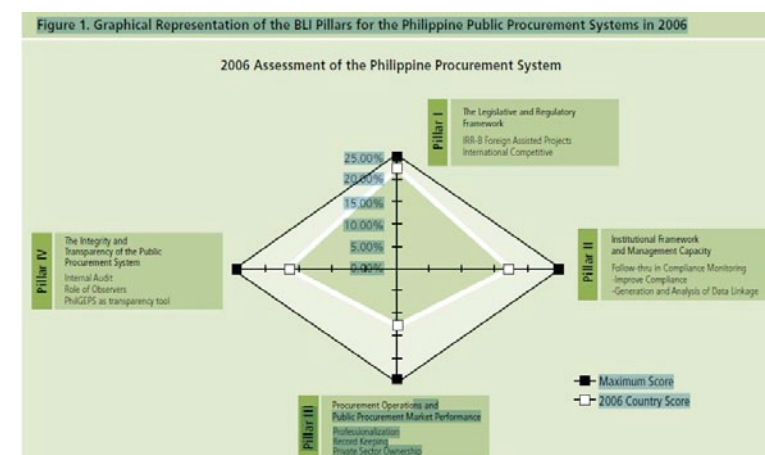 Figure 1. Graphical Representation of the BLI Pillars for the Philippine Public Procurement Systems in 2006
2006 Assessment of the Philippine Procurement System
Pillar I
The Legislative and Regulatory
Framework
IRR-B Foreign Assisted Projects
International Competitive
25.00%
20.00%
15.00%
10.00%
5.00%
0.00%
Pillar IV
The Integrity and
Transparency of the Public
Procurement System
Internal Audit
Role of Observers
PhilGEPS as transparency tool
Pillar II
Institutional Framework
and Management Capacity
Follow-thru in Compliance Monitoring
-Improve Compliance
-Generation and Analysis of Data Linkage
Maximum Score
2006 Country Score
Pillar III
Procurement Operations and
Public Procurement Market Performance
Professionalization
Record Keeping
Private Sector Ownership